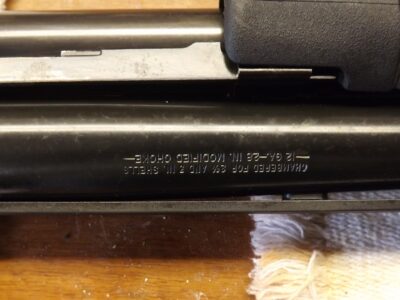 —12 GA.—28 IN. MODIFIED CHOKE—
CHAMBERED FOR 2¾ AND 3 IN. SHELLS